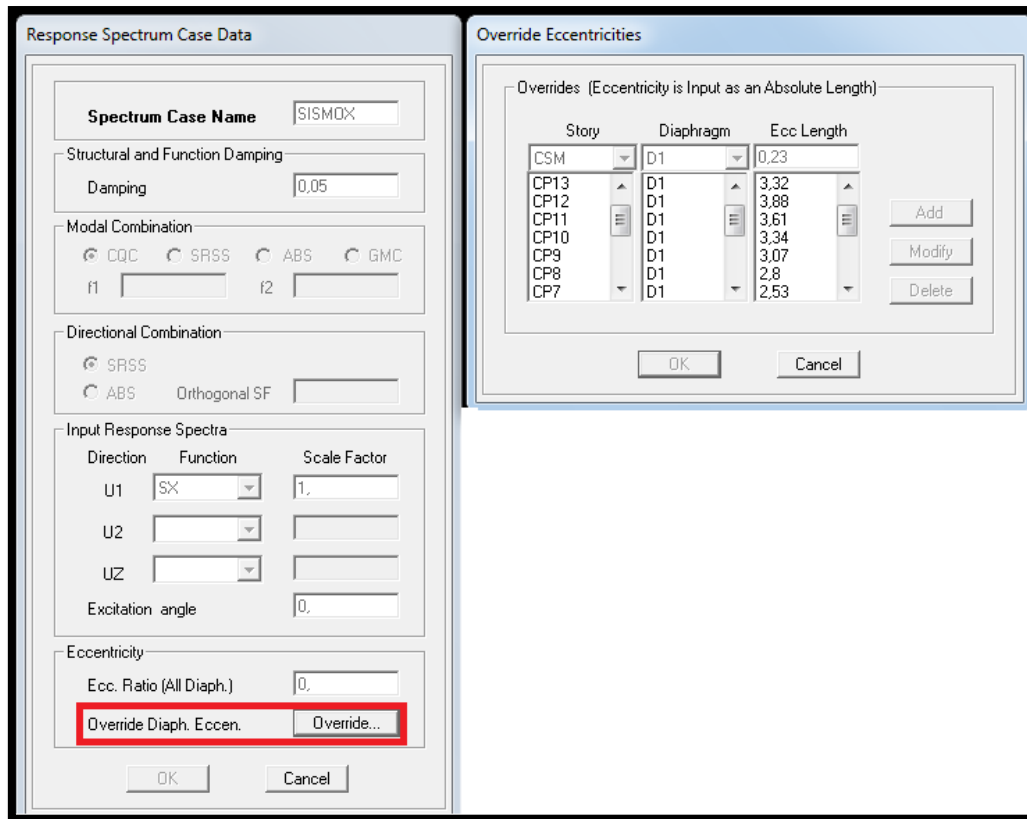 Response Spectrum Case Data
Spectrum Case Name SISMOX
Structural and Function Damping
Damping 0,05
Modal Combination
CQC SRSS ABS GMC
f1 f2
Directional Combination
SRSS
ABS Orthogonal SF
Input Response Spectra
Direction Function Scale Factor
U1 SX 1,
U2
UZ
Excitation angle 0,
Eccentricity
Ecc. Ratio (All Diaph.) 0,
Override Diaph. Eccen. Override...
OK Cancel
Override Eccentricities
Overrides (Eccentricity is Input as an Absolute Length)
Story Diaphragm Ecc Length
CSM D1 0,23
CP13 D1 3,32
CP12 D1 3,88
CP11 D1 3,61
CP10 D1 3,34
CP9 D1 3,07
CP8 D1 2,8
CP7 D1 2,53
Add
Modify
Delete
OK Cancel